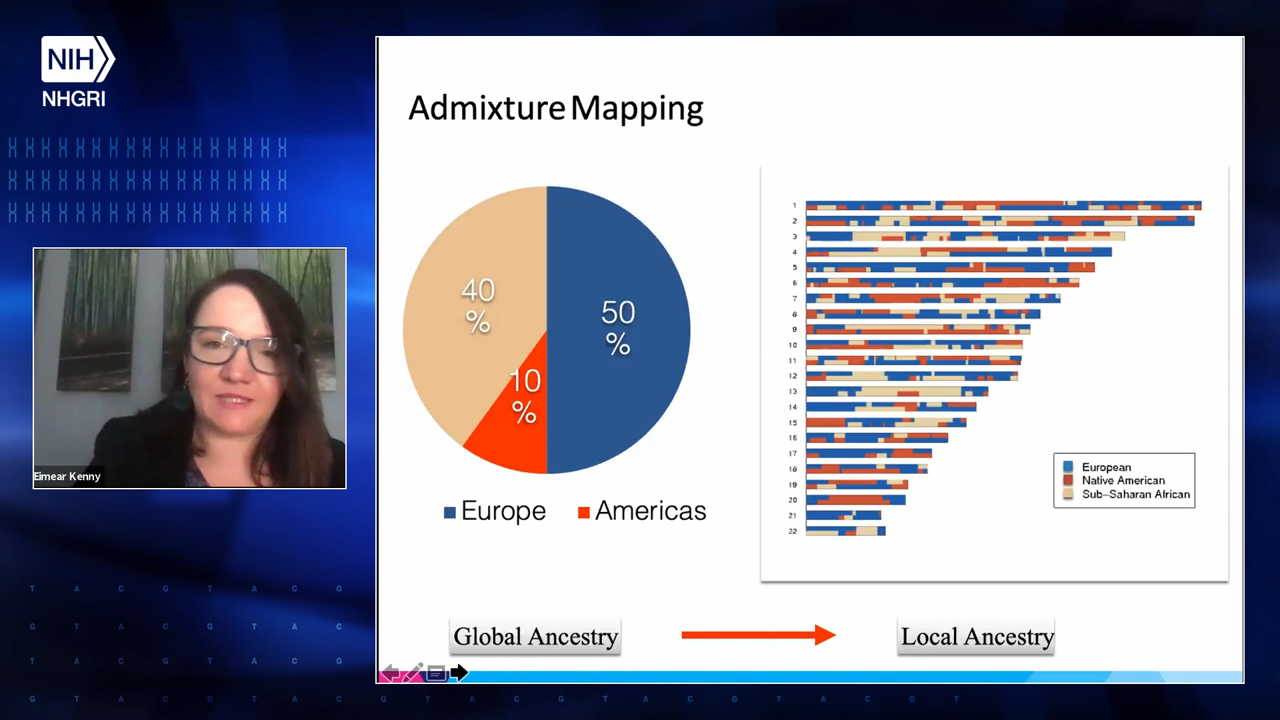 NIH
NHGRI
Eimear Kenny
Admixture Mapping
40
%
50
%
10
%
Europe Americas
1
2
3
4
5
6
7
8
9
10
11
12
13
14
15
16
17
18
19
20
21
22
European
Native American
Sub-Saharan African
Global Ancestry
Local Ancestry
T A C G T A C G
G T A C G T A C
T A C G T A C G
G T A C G T A C G T A C G T A C G T A C G T